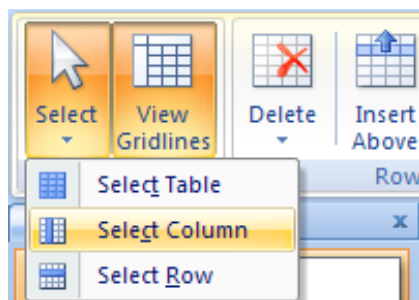 Select View Delete Insert
Gridlines Above
Row
Select Table
Select Column
x
Select Row